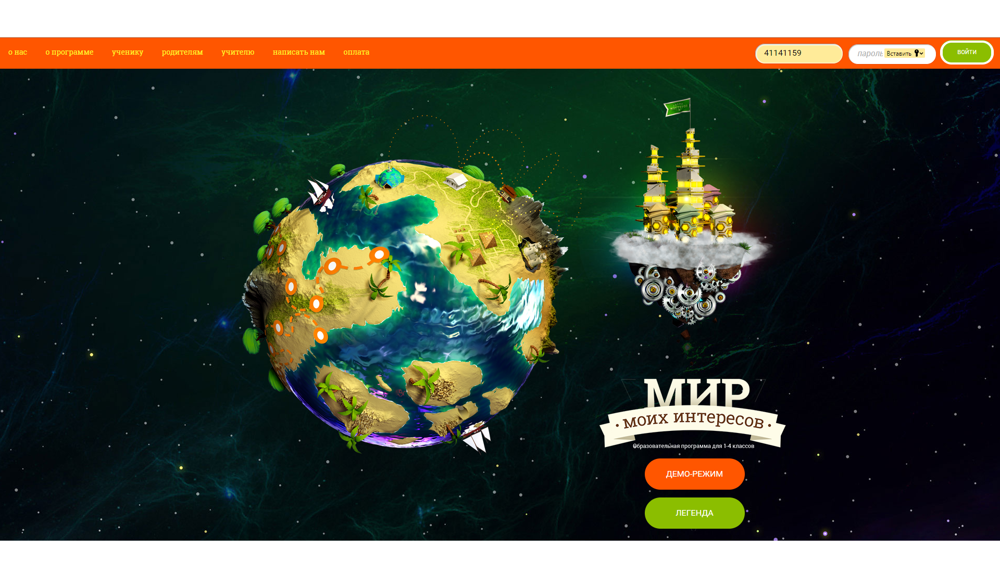 о нас
о программе
ученику
родителям
учителю
написать нам
оплата
41141159
Вставить
ВОЙТИ
МАСТЕРОВ
МИР
• моих интересов •
Образовательная программа для 1-4 классов
ДЕМО-РЕЖИМ
ЛЕГЕНДА